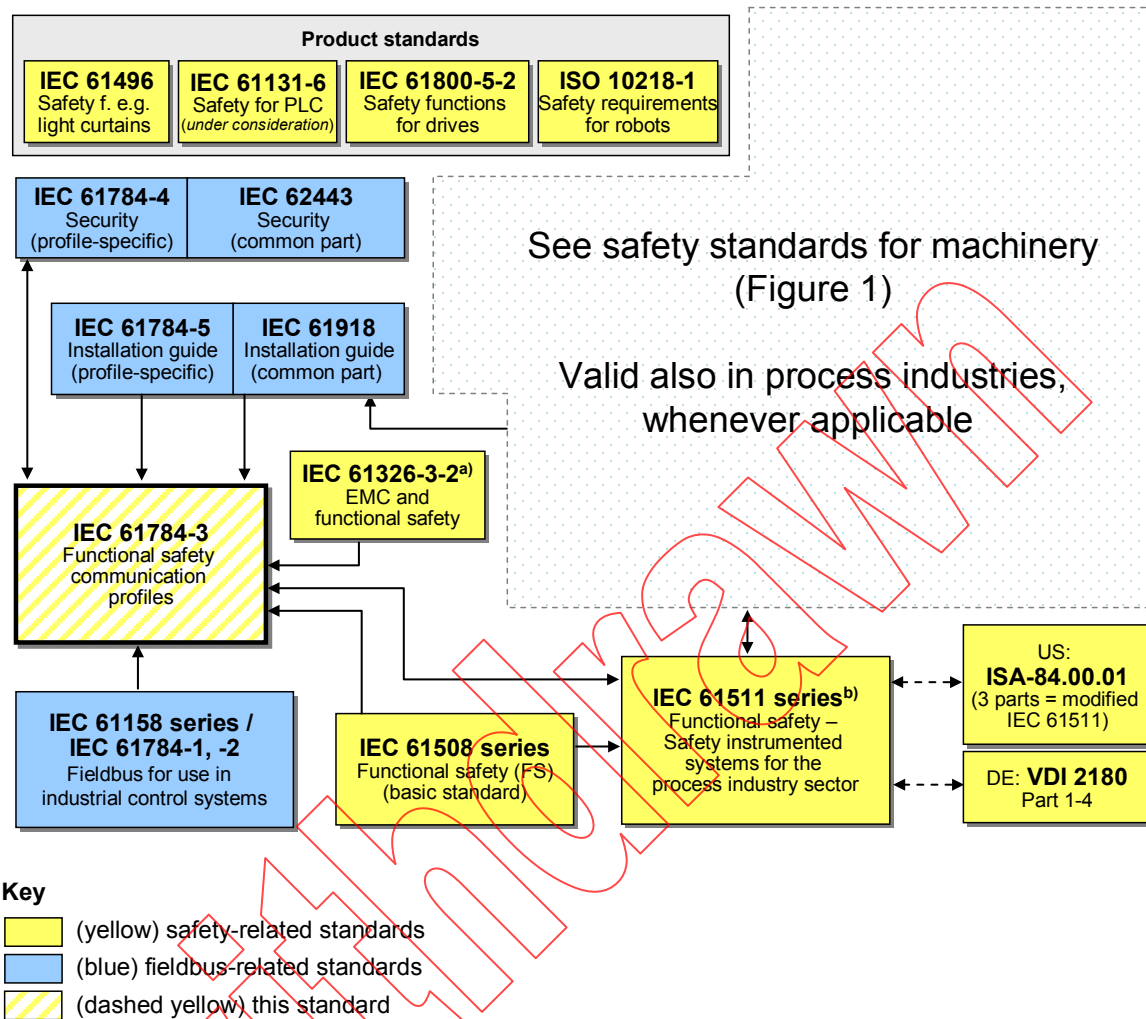 Product standards
IEC 61496
Safety f. e.g.
light curtains
IEC 61131-6
Safety for PLC
(under consideration)
IEC 61800-5-2
Safety functions
for drives
ISO 10218-1
Safety requirements
for robots
IEC 61784-4
Security
(profile-specific)
IEC 62443
Security
(common part)
See safety standards for machinery
(Figure 1)
Valid also in process industries,
whenever applicable
IEC 61784-5
Installation guide
(profile-specific)
IEC 61918
Installation guide
(common part)
IEC 61326-3-2a)
EMC and
functional safety
IEC 61784-3
Functional safety
communication
profiles
IEC 61158 series /
IEC 61784-1, -2
Fieldbus for use in
industrial control systems
IEC 61508 series
Functional safety (FS)
(basic standard)
IEC 61511 series b)
Functional safety –
Safety instrumented
systems for the
process industry sector
US:
ISA-84.00.01
(3 parts = modified
IEC 61511)
DE: VDI 2180
Part 1-4
Key
(yellow) safety-related standards
(blue) fieldbus-related standards
(dashed yellow) this standard
ithdrawn